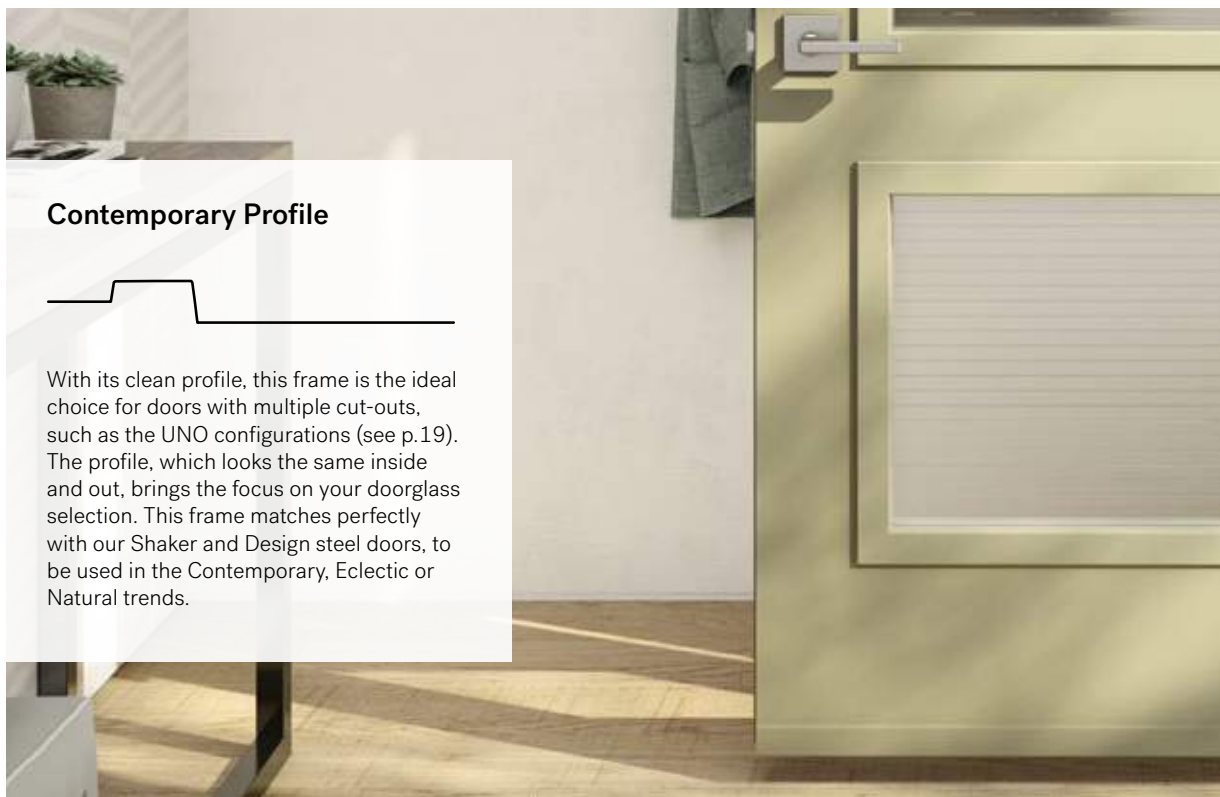 Contemporary Profile
With its clean profile, this frame is the ideal
choice for doors with multiple cut-outs,
such as the UNO configurations (see p.19).
The profile, which looks the same inside
and out, brings the focus on your doorglass
selection. This frame matches perfectly
with our Shaker and Design steel doors, to
be used in the Contemporary, Eclectic or
Natural trends.